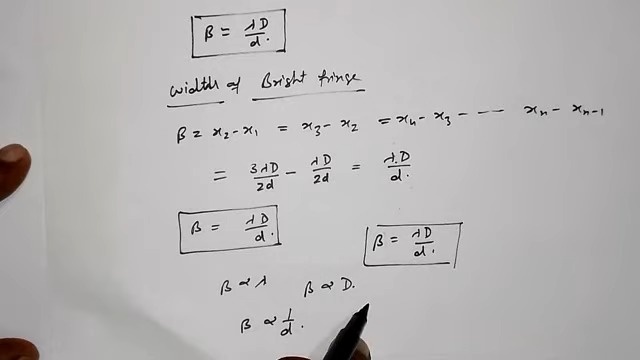 β = λD/d.
Width of Bright fringe
β = x₂-x₁ = x₃-x₂ = x₄-x₃ ---- xₙ-xₙ₋₁
= 3λD/2d - λD/2d = λD/d.
β = λD/d. β = λD/d.
β ∝ λ β ∝ D.
β ∝ 1/d.